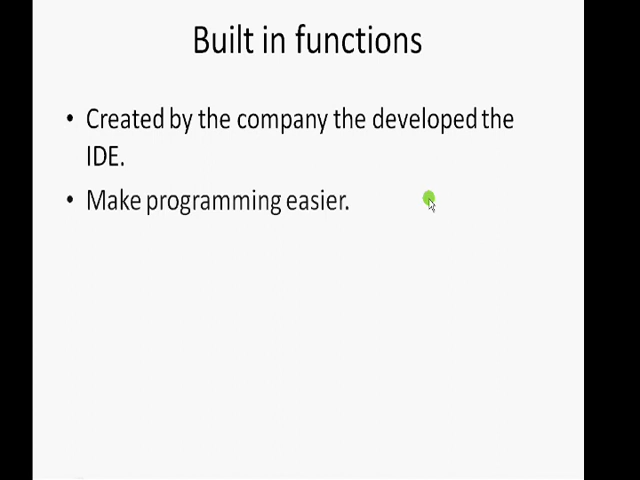 Built in functions
• Created by the company the developed the
IDE.
• Make programming easier.